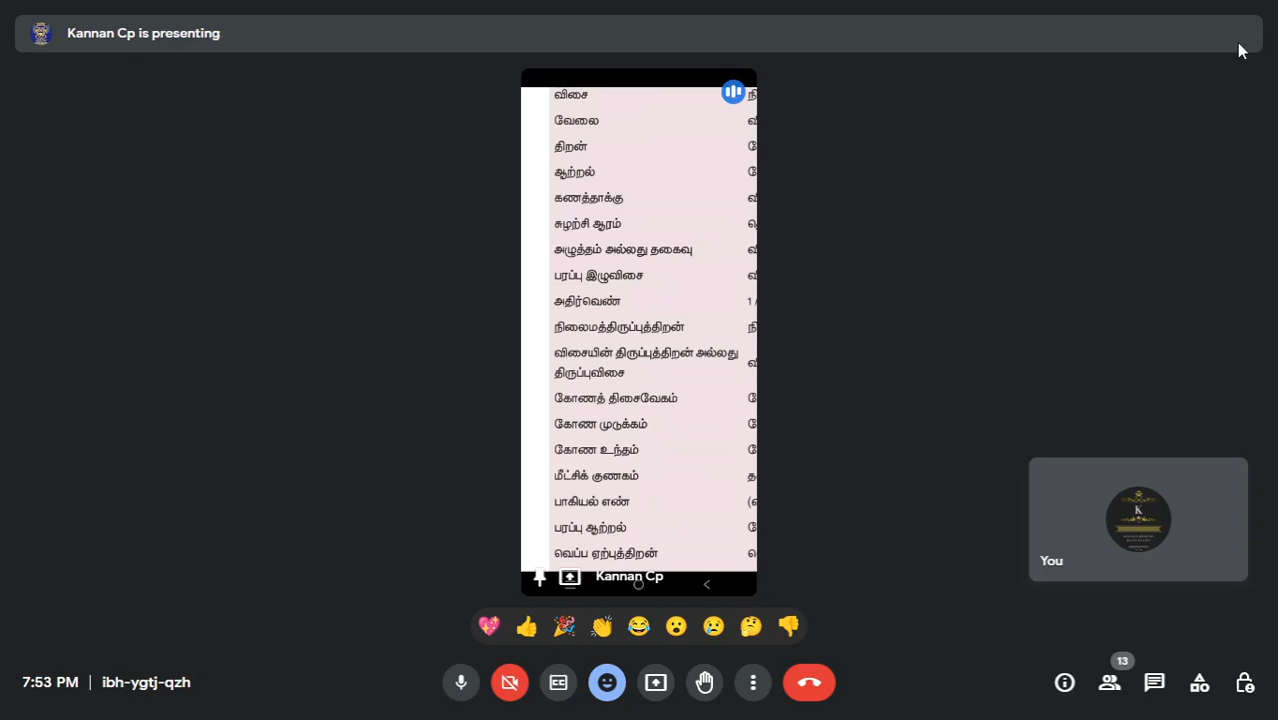 Kannan Cp is presenting
விசை
வேலை
திறன்
ஆற்றல்
கணத்தாக்கு
சுழற்சி ஆரம்
அழுத்தம் அல்லது தகைவு
பரப்பு இழுவிசை
அதிர்வெண்
1 /
நிலைமத்திருப்புத்திறன்
விசையின் திருப்புத்திறன் அல்லது
திருப்புவிசை
கோணத் திசைவேகம்
கோண முடுக்கம்
கோண உந்தம்
மீட்சிக் குணகம்
பாகியல் எண்
பரப்பு ஆற்றல்
வெப்ப ஏற்புத்திறன்
Kannan Cp
K
You
13
7:53 PM | ibh-ygtj-qzh